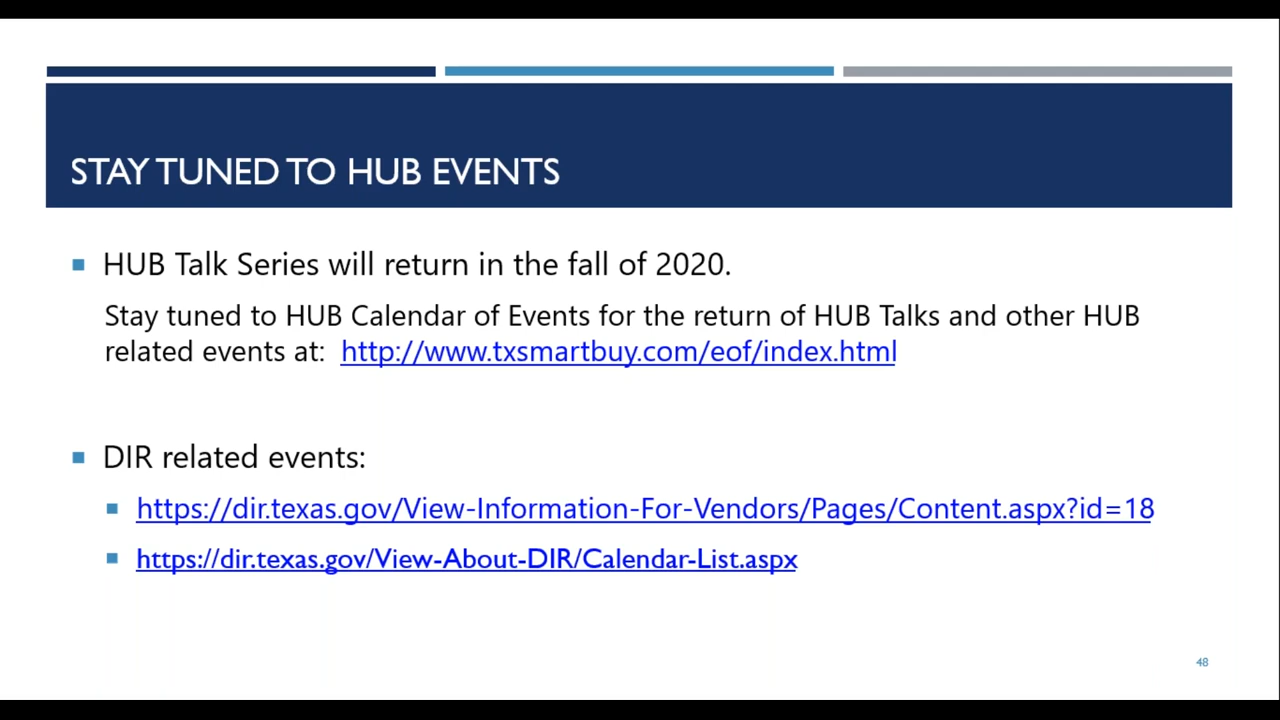 STAY TUNED TO HUB EVENTS
HUB Talk Series will return in the fall of 2020.
Stay tuned to HUB Calendar of Events for the return of HUB Talks and other HUB
related events at: http://www.txsmartbuy.com/eof/index.html
DIR related events:
https://dir.texas.gov/View-Information-For-Vendors/Pages/Content.aspx?id=18
https://dir.texas.gov/View-About-DIR/Calendar-List.aspx
48